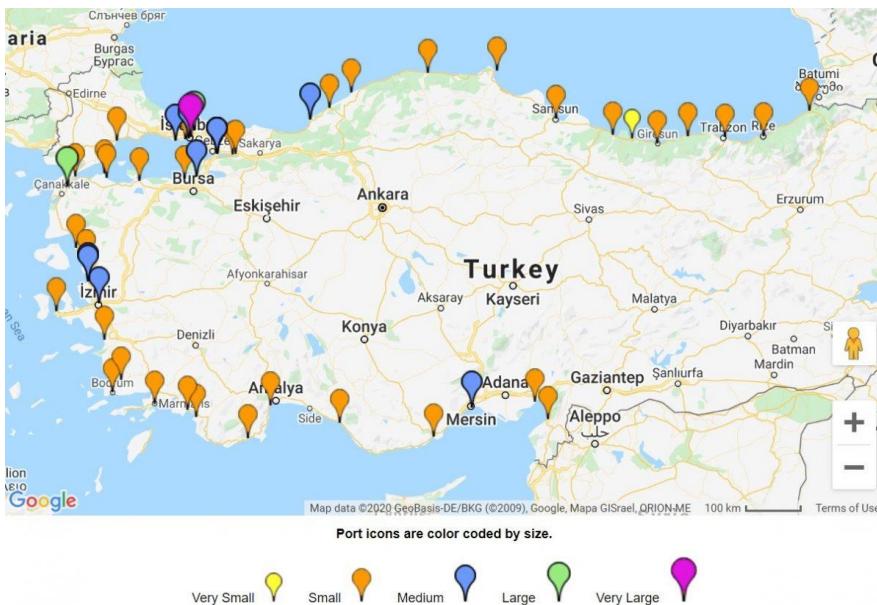 Слънчев бряг
aria
Burgas
Бургас
Edirne
Batumi
Samsun
Giresun
Trabzon
Rize
Sakarya
Çanakkale
Bursa
Eskişehir
Ankara
Sivas
Erzurum
Turkey
İzmir
Afyonkarahisar
Aksaray
Kayseri
Malatya
Denizli
Konya
Diyarbakır
Batman
Mardin
Şanlıurfa
Gaziantep
Adana
Bodrum
Marmaris
Antalya
Side
Mersin
Aleppo
حلب
an Sea
lion
Google
Map data ©2020 GeoBasis-DE/BKG (©2009), Google, Mapa GISrael, ORION-ME 100 km Terms of Use
Port icons are color coded by size.
Very Small Small Medium Large Very Large